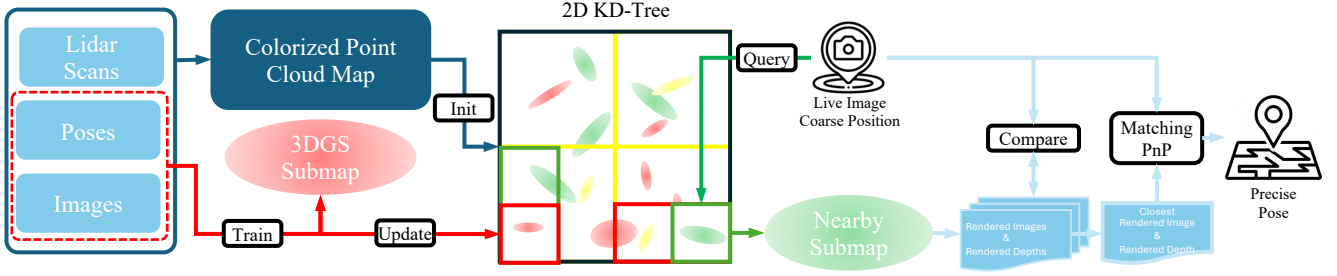 Lidar
Scans
Poses
Images
Colorized Point
Cloud Map
3DGS
Submap
Train
Update
Init
2D KD-Tree
Query
Live Image
Coarse Position
Nearby
Submap
Compare
Rendered Images
&
Rendered Depths
Matching
PnP
Closest
Rendered Image
&
Rendered Depth
Precise
Pose